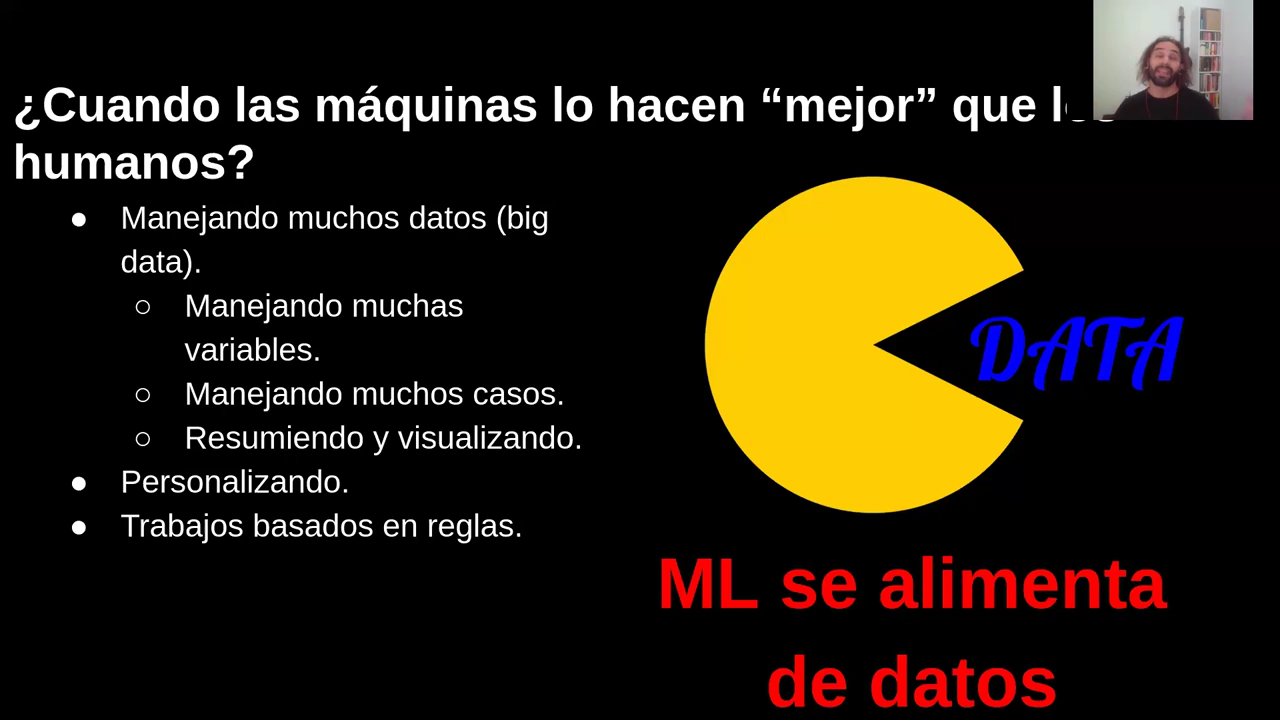 ¿Cuando las máquinas lo hacen “mejor” que los
humanos?
● Manejando muchos datos (big
data).
○ Manejando muchas
variables.
○ Manejando muchos casos.
○ Resumiendo y visualizando.
● Personalizando.
● Trabajos basados en reglas.
DATA
ML se alimenta
de datos